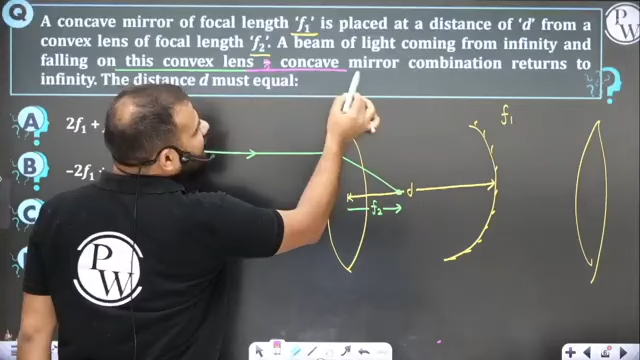 Q
A concave mirror of focal length 'f₁' is placed at a distance of 'd' from a
convex lens of focal length 'f₂'. A beam of light coming from infinity and
falling on this convex lens & concave mirror combination returns to
infinity. The distance d must equal:
A
2f₁ +
B
-2f₁
C
f₁
d
f₂
PW
PW